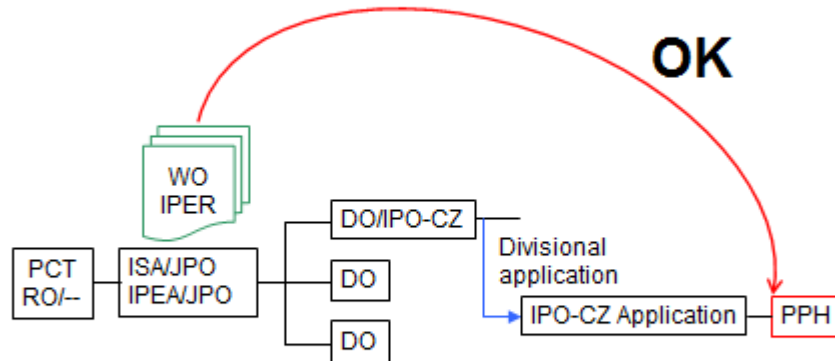 OK
WO
IPER
DO/IPO-CZ
Divisional
application
PCT
RO/--
ISA/JPO
IPEA/JPO
DO
IPO-CZ Application
PPH
DO